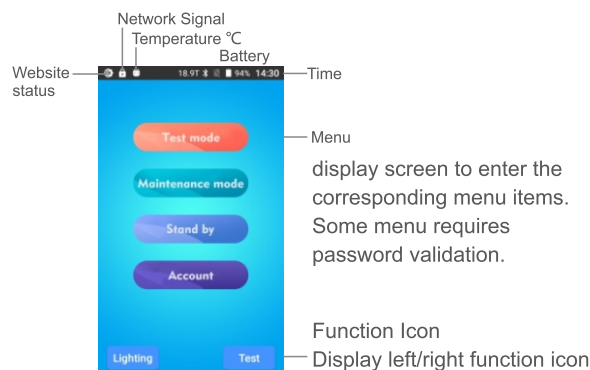 Network Signal
Temperature ℃
Battery
Website
status
18.9T 94% 14:30
Time
Test mode
Menu
Maintenance mode
display screen to enter the
corresponding menu items.
Some menu requires
password validation.
Stand by
Account
Function Icon
Lighting
Test
Display left/right function icon